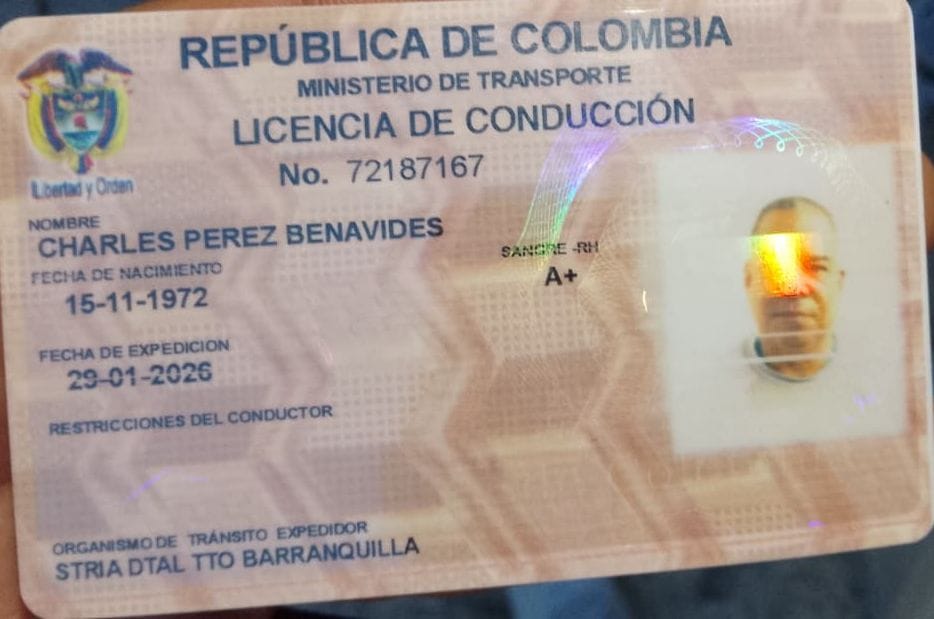 REPÚBLICA DE COLOMBIA
MINISTERIO DE TRANSPORTE
LICENCIA DE CONDUCCIÓN
No. 72187167
Libertad y Orden
NOMBRE
CHARLES PEREZ BENAVIDES
FECHA DE NACIMIENTO
15-11-1972
SANGRE -RH
A+
FECHA DE EXPEDICION
29-01-2026
RESTRICCIONES DEL CONDUCTOR
ORGANISMO DE TRÁNSITO EXPEDIDOR
STRIA DTAL TTO BARRANQUILLA